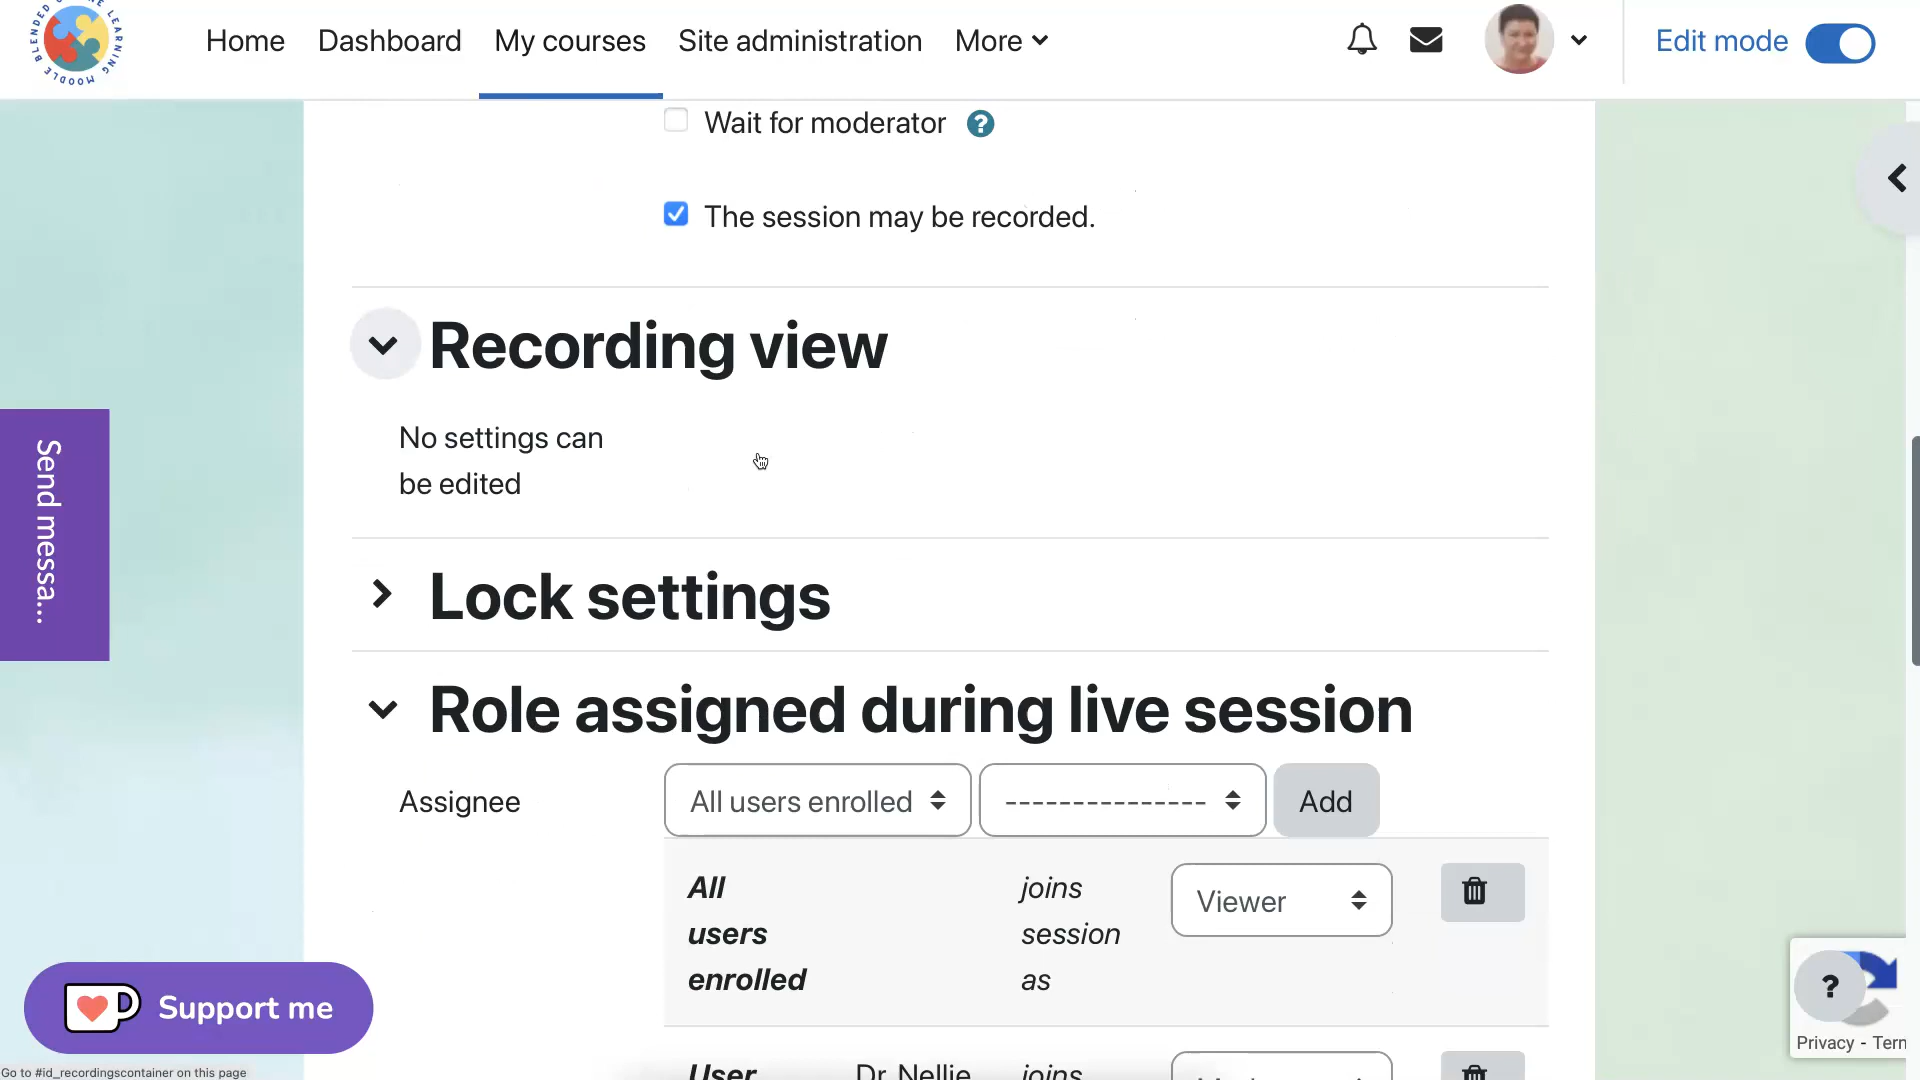 Home Dashboard My courses Site administration More Edit mode
Wait for moderator ?
The session may be recorded.
Recording view
No settings can
be edited
Lock settings
Role assigned during live session
Assignee All users enrolled --------------- Add
All joins Viewer
users session
enrolled as
User Dr. Nellie joins
Send messa...
Support me
?
Privacy - Tern
Go to #id_recordingscontainer on this page